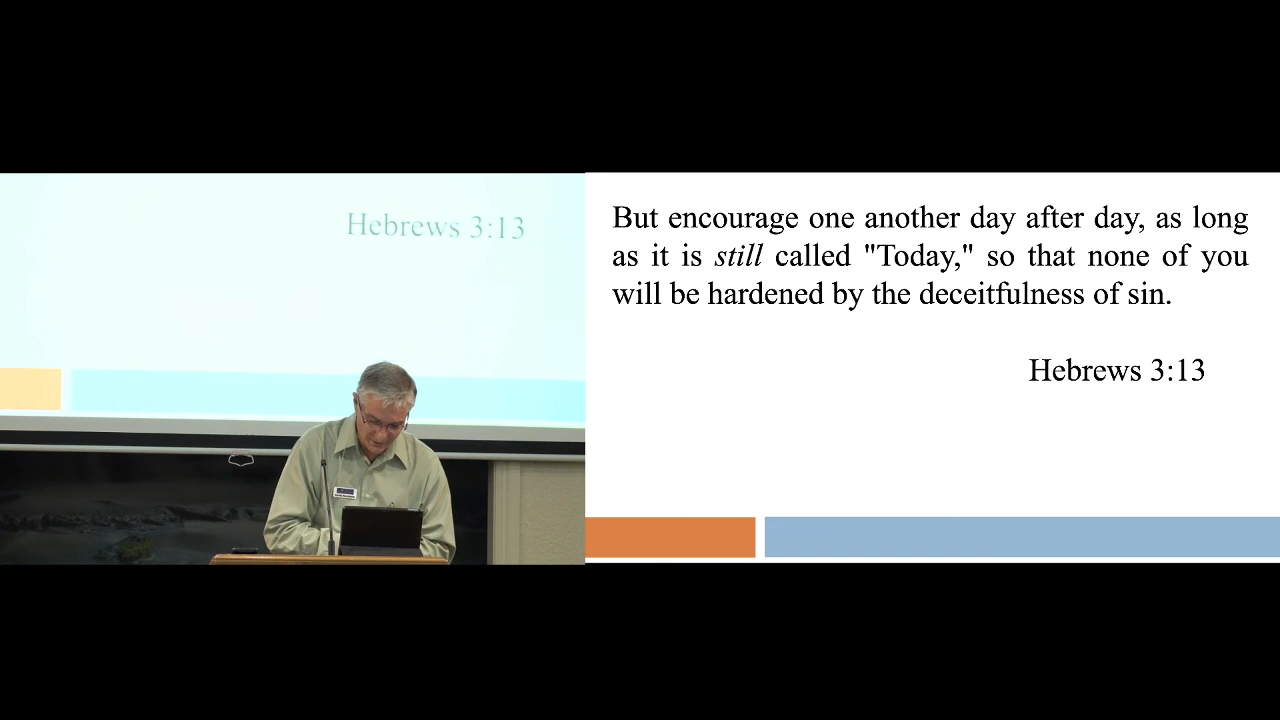 Hebrews 3:13
But encourage one another day after day, as long
as it is still called "Today," so that none of you
will be hardened by the deceitfulness of sin.
Hebrews 3:13